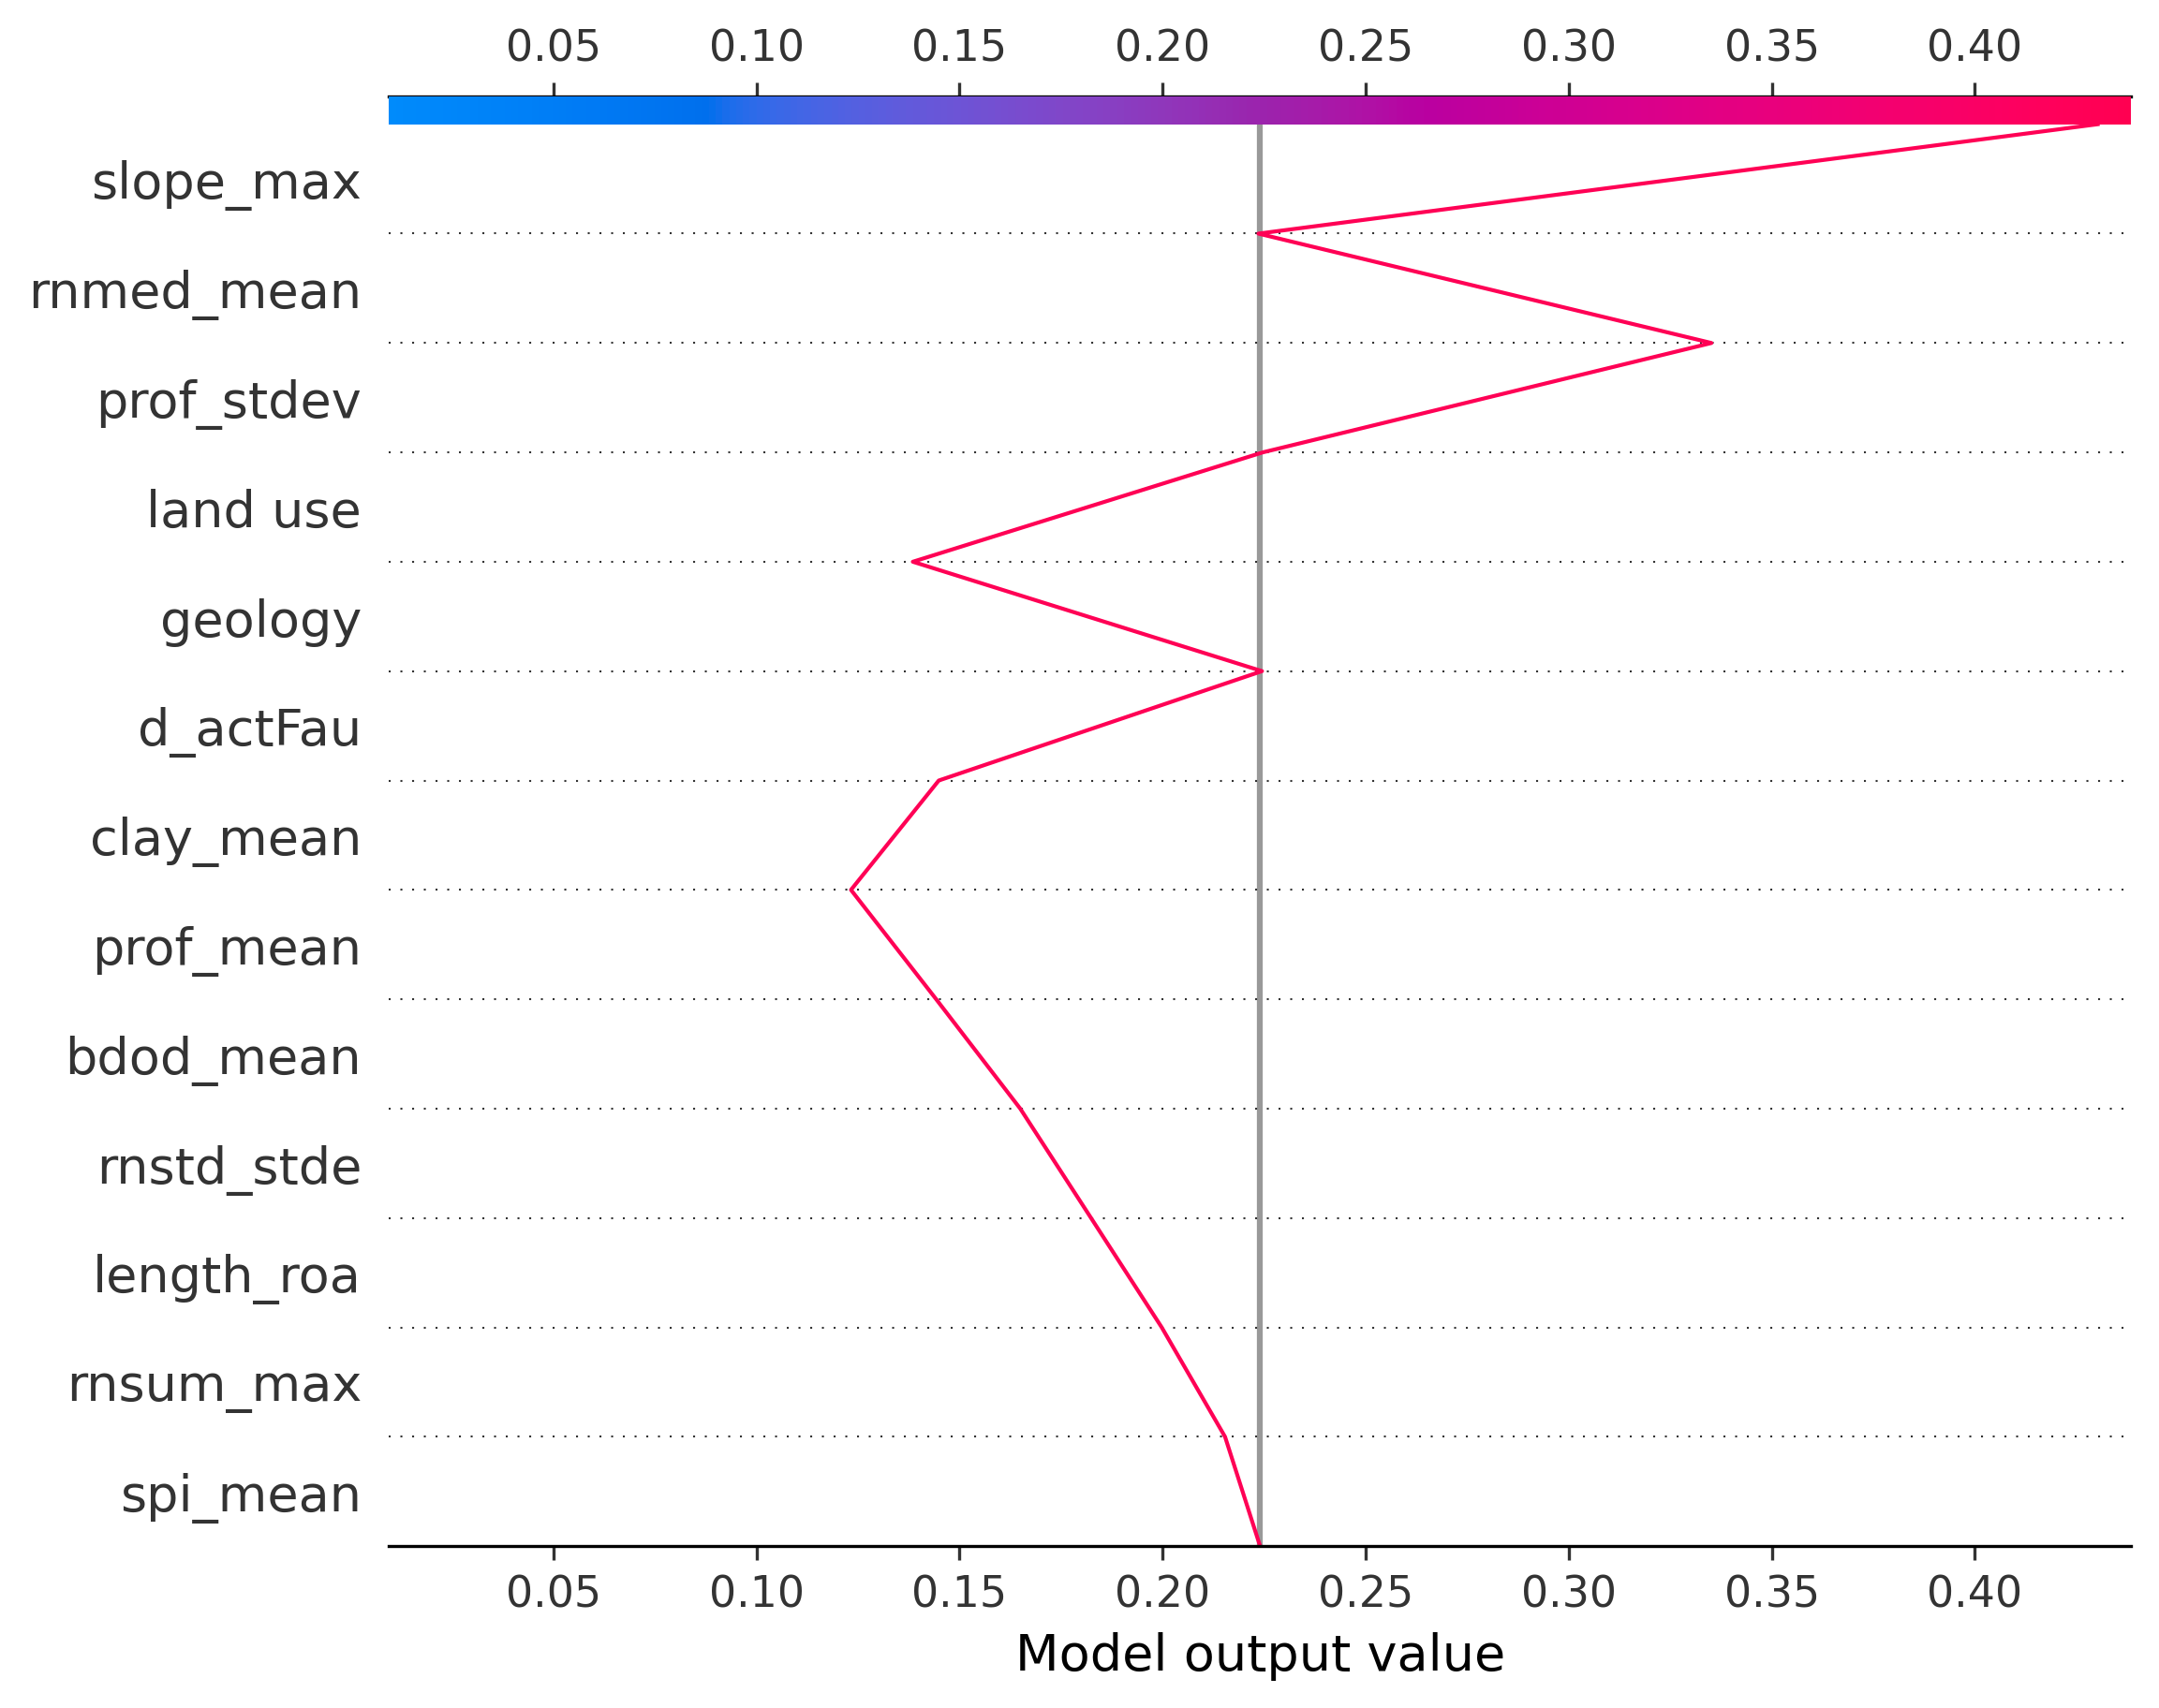 0.05 0.10 0.15 0.20 0.25 0.30 0.35 0.40
slope_max
rnmed_mean
prof_stdev
land use
geology
d_actFau
clay_mean
prof_mean
bdod_mean
rnstd_stde
length_roa
rnsum_max
spi_mean
0.05 0.10 0.15 0.20 0.25 0.30 0.35 0.40
Model output value